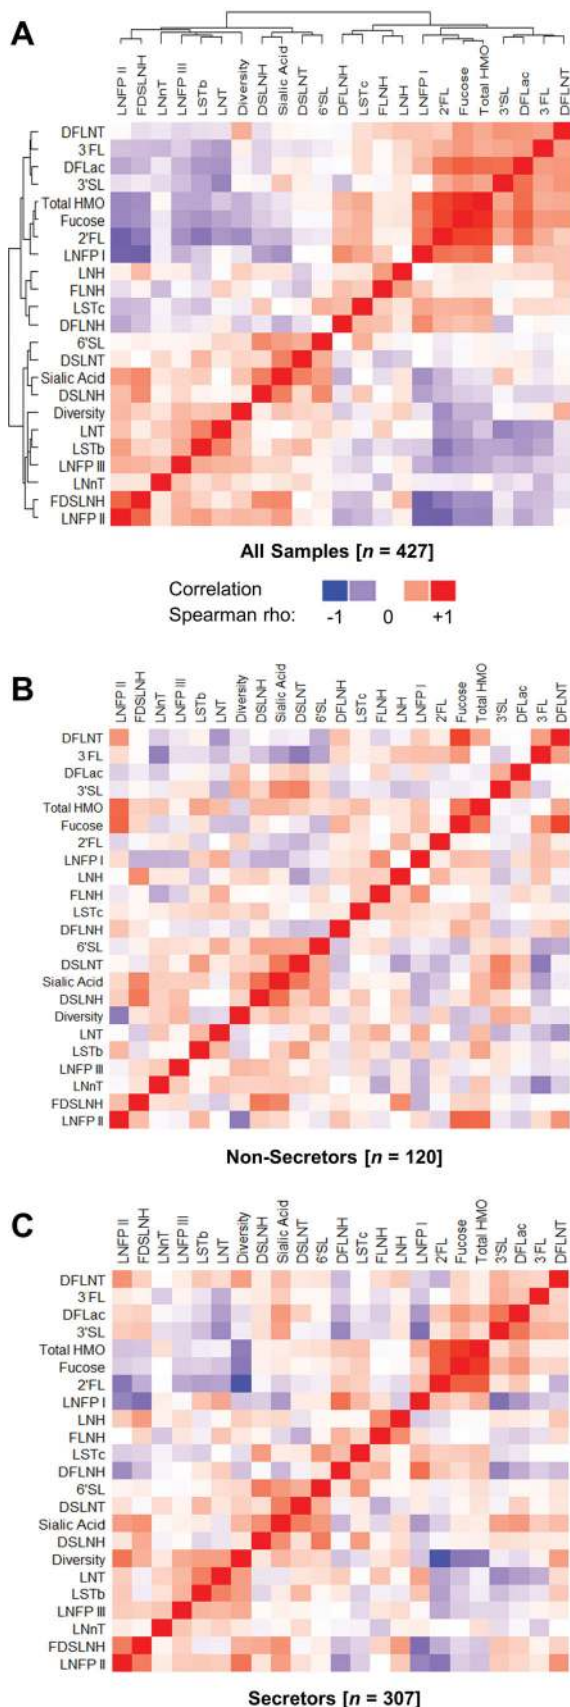 A
LNFP II
FDSLNH
LNnT
LNFP III
LSTb
LNT
Diversity
DSLNH
Sialic Acid
DSLNT
6'SL
DFLNH
LSTc
FLNH
LNH
LNFP I
2'FL
Fucose
Total HMO
3'SL
DFLac
3 FL
DFLNT
DFLNT
3 FL
DFLac
3'SL
Total HMO
Fucose
2'FL
LNFP I
LNH
FLNH
LSTc
DFLNH
6'SL
DSLNT
Sialic Acid
DSLNH
Diversity
LNT
LSTb
LNFP III
LNnT
FDSLNH
LNFP II
All Samples [n = 427]
Correlation
Spearman rho: -1 0 +1
B
LNFP II
FDSLNH
LNnT
LNFP III
LSTb
LNT
Diversity
DSLNH
Sialic Acid
DSLNT
6'SL
DFLNH
LSTc
FLNH
LNH
LNFP I
2'FL
Fucose
Total HMO
3'SL
DFLac
3 FL
DFLNT
DFLNT
3 FL
DFLac
3'SL
Total HMO
Fucose
2'FL
LNFP I
LNH
FLNH
LSTc
DFLNH
6'SL
DSLNT
Sialic Acid
DSLNH
Diversity
LNT
LSTb
LNFP III
LNnT
FDSLNH
LNFP II
Non-Secretors [n = 120]
C
LNFP II
FDSLNH
LNnT
LNFP III
LSTb
LNT
Diversity
DSLNH
Sialic Acid
DSLNT
6'SL
DFLNH
LSTc
FLNH
LNH
LNFP I
2'FL
Fucose
Total HMO
3'SL
DFLac
3 FL
DFLNT
DFLNT
3 FL
DFLac
3'SL
Total HMO
Fucose
2'FL
LNFP I
LNH
FLNH
LSTc
DFLNH
6'SL
DSLNT
Sialic Acid
DSLNH
Diversity
LNT
LSTb
LNFP III
LNnT
FDSLNH
LNFP II
Secretors [n = 307]